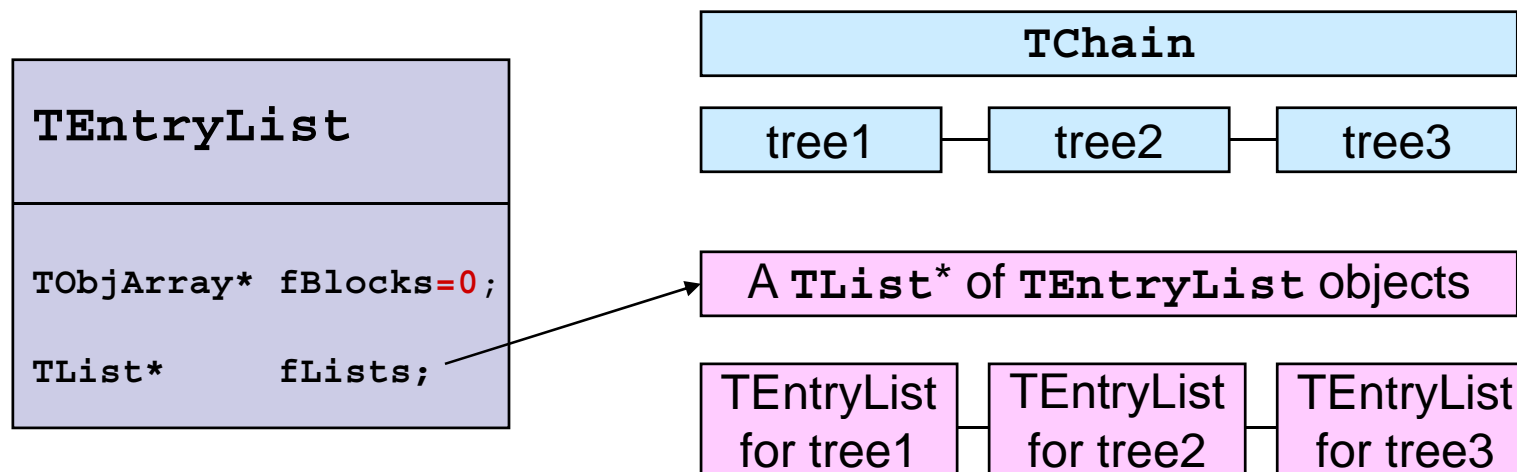 TEntryList
TObjArray* fBlocks=0;
TList* fLists;
TChain
tree1
tree2
tree3
A TList* of TEntryList objects
TEntryList
for tree1
TEntryList
for tree2
TEntryList
for tree3